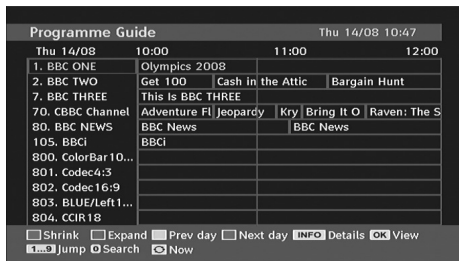 Programme Guide Thu 14/08 10:47
Thu 14/08 10:00 11:00 12:00
1. BBC ONE Olympics 2008
2. BBC TWO Get 100 Cash in the Attic Bargain Hunt
7. BBC THREE This Is BBC THREE
70. CBBC Channel Adventure Fl Jeopardy Kry Bring It O Raven: The S
80. BBC NEWS BBC News BBC News
105. BBCi BBCi
800. ColorBar10...
801. Codec4:3
802. Codec16:9
803. BLUE/Left1...
804. CCIR18
Shrink Expand Prev day Next day INFO Details OK View
1...9 Jump 0 Search Now